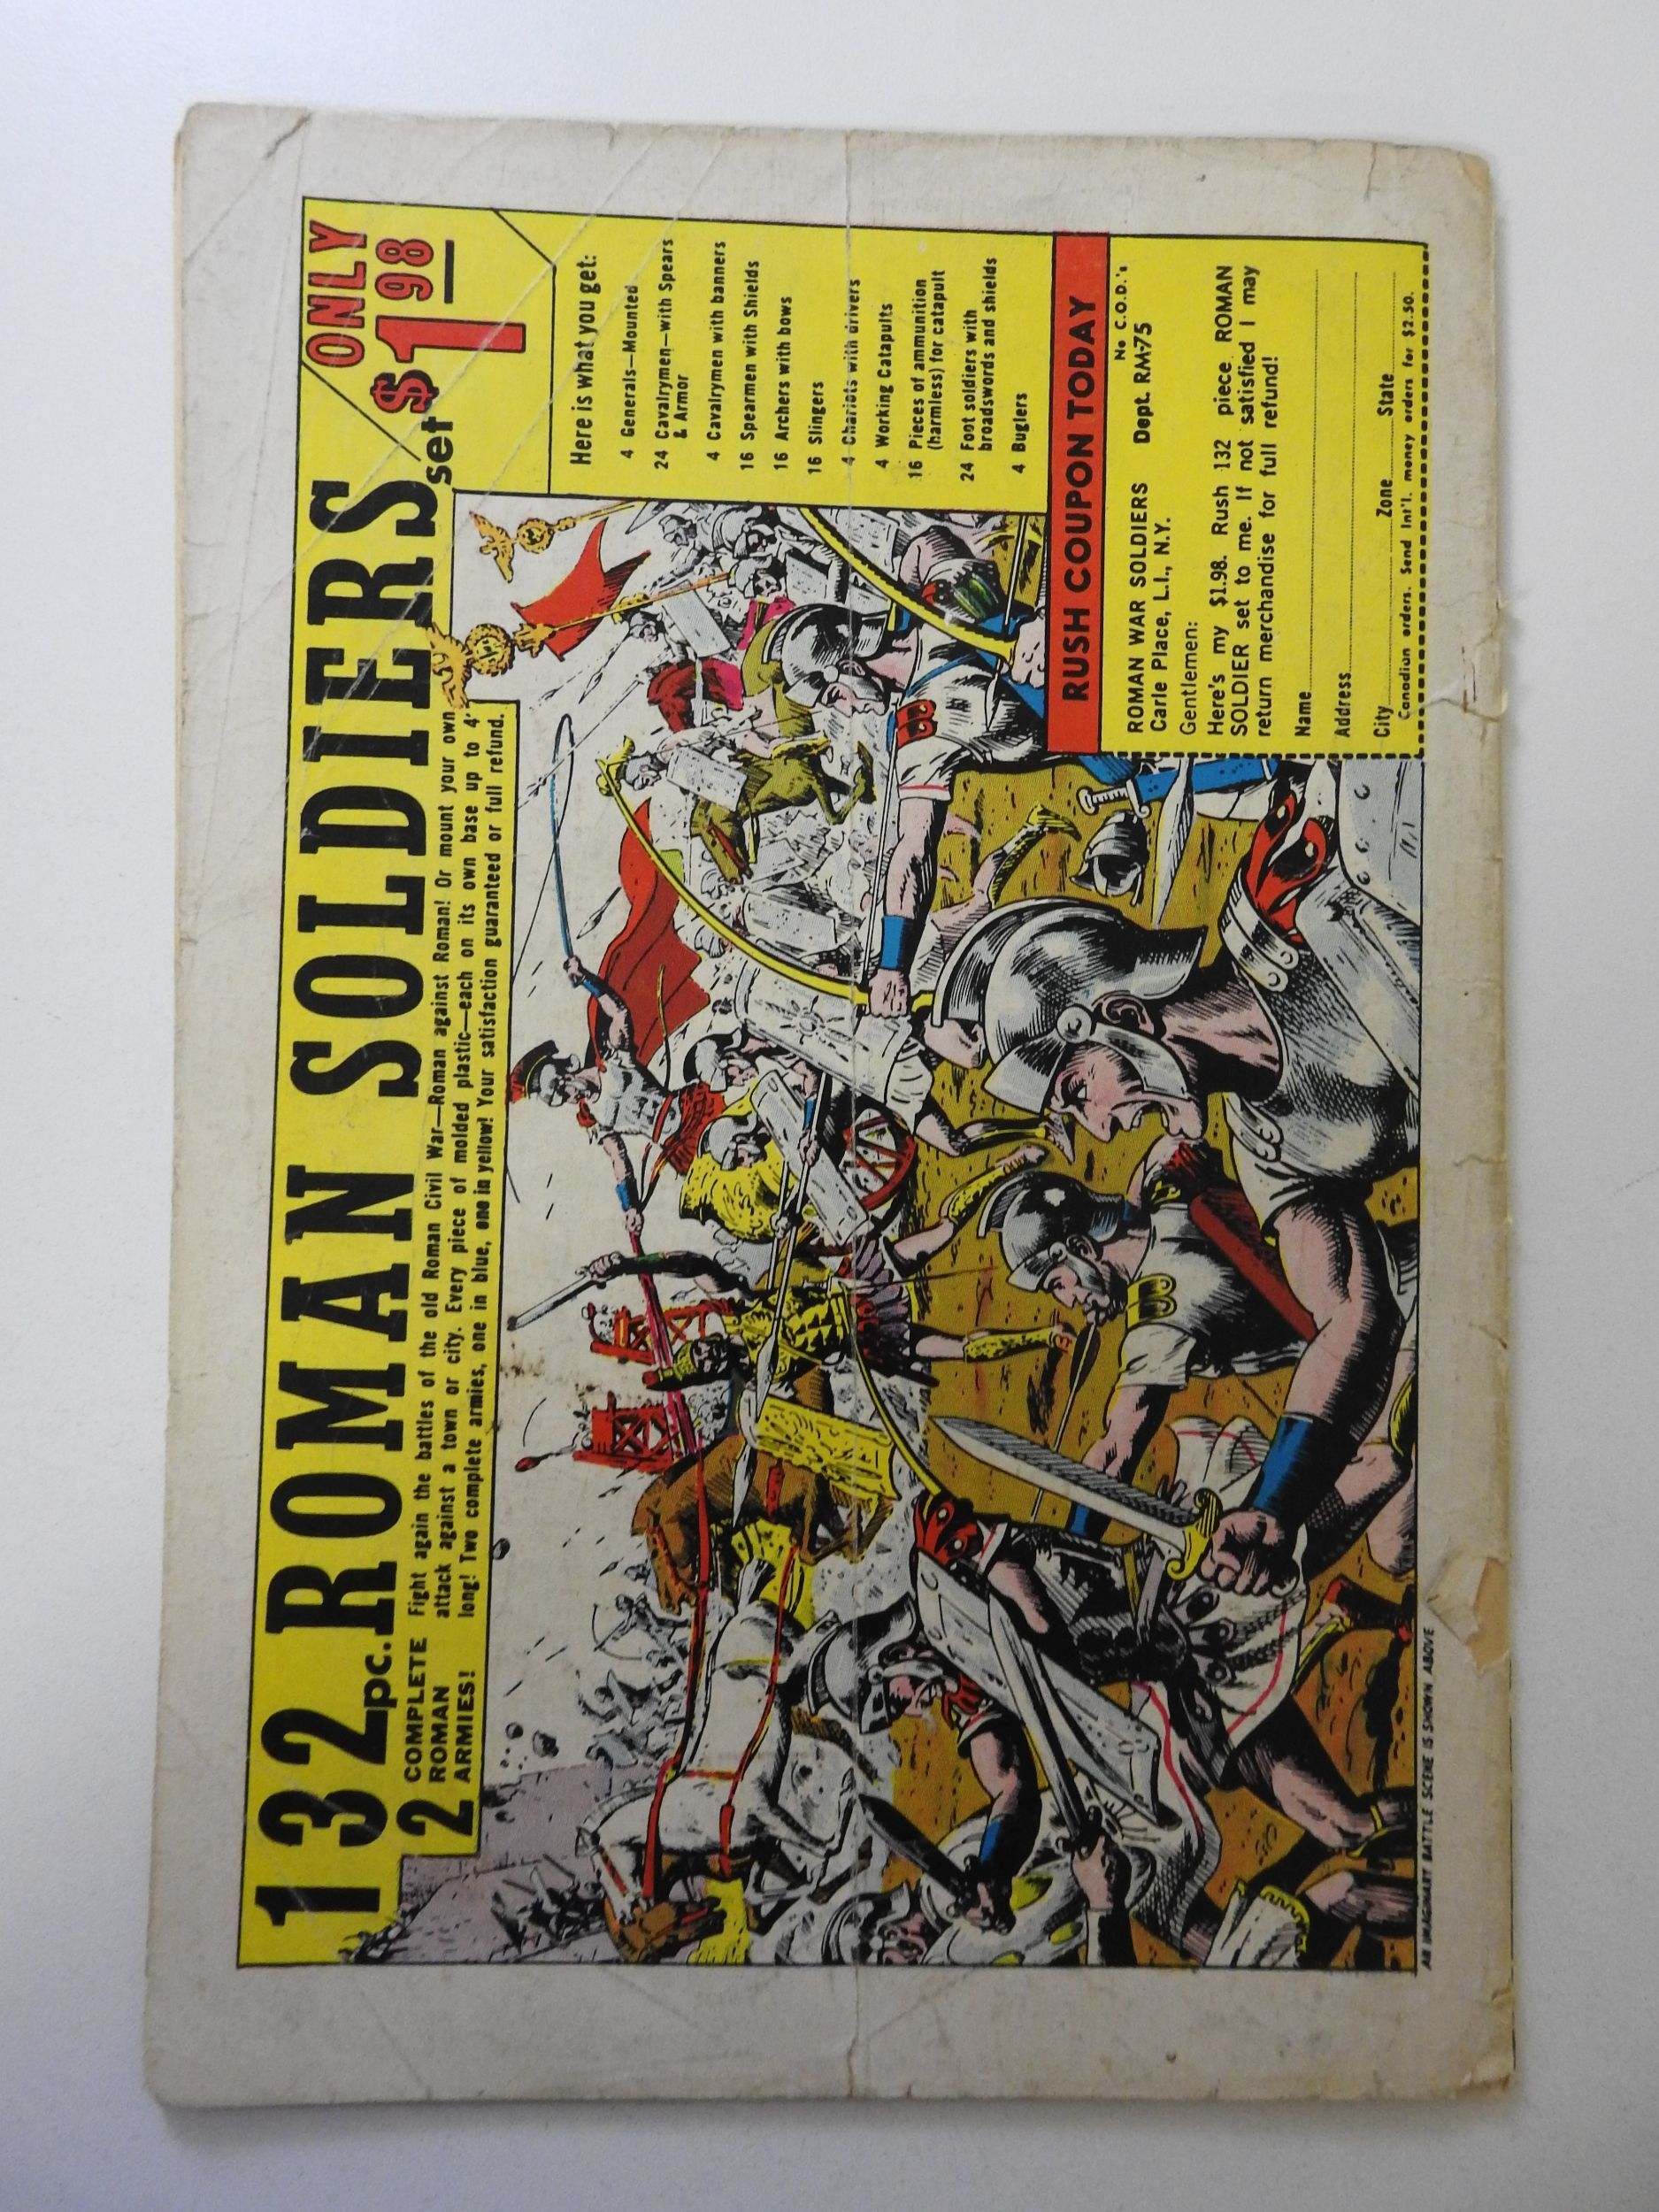 132 pc. ROMAN SOLDIERS set
ONLY
$1 98
2 COMPLETE
ROMAN
ARMIES!
Fight again the battles of the old Roman Civil War—Roman against Roman! Or mount your own
attack against a town or city. Every piece of molded plastic—each on its own base up to 4"
long! Two complete armies, one in blue, one in yellow! Your satisfaction guaranteed or full refund.
Here is what you get:
4 Generals—Mounted
24 Cavalrymen—with Spears
& Armor
4 Cavalrymen with banners
16 Spearmen with Shields
16 Archers with bows
16 Slingers
4 Chariots with drivers
4 Working Catapults
16 Pieces of ammunition
(harmless) for catapult
24 Foot soldiers with
broadswords and shields
4 Buglers
RUSH COUPON TODAY
No C.O.D.'s
ROMAN WAR SOLDIERS Dept. RM-75
Carle Place, L.I., N.Y.
Gentlemen:
Here's my $1.98. Rush 132 piece ROMAN
SOLDIER set to me. If not satisfied I may
return merchandise for full refund!
Name
Address
City Zone State
Canadian orders. Send Int'l. money orders for $2.50.
AN IMAGINARY BATTLE SCENE IS SHOWN ABOVE